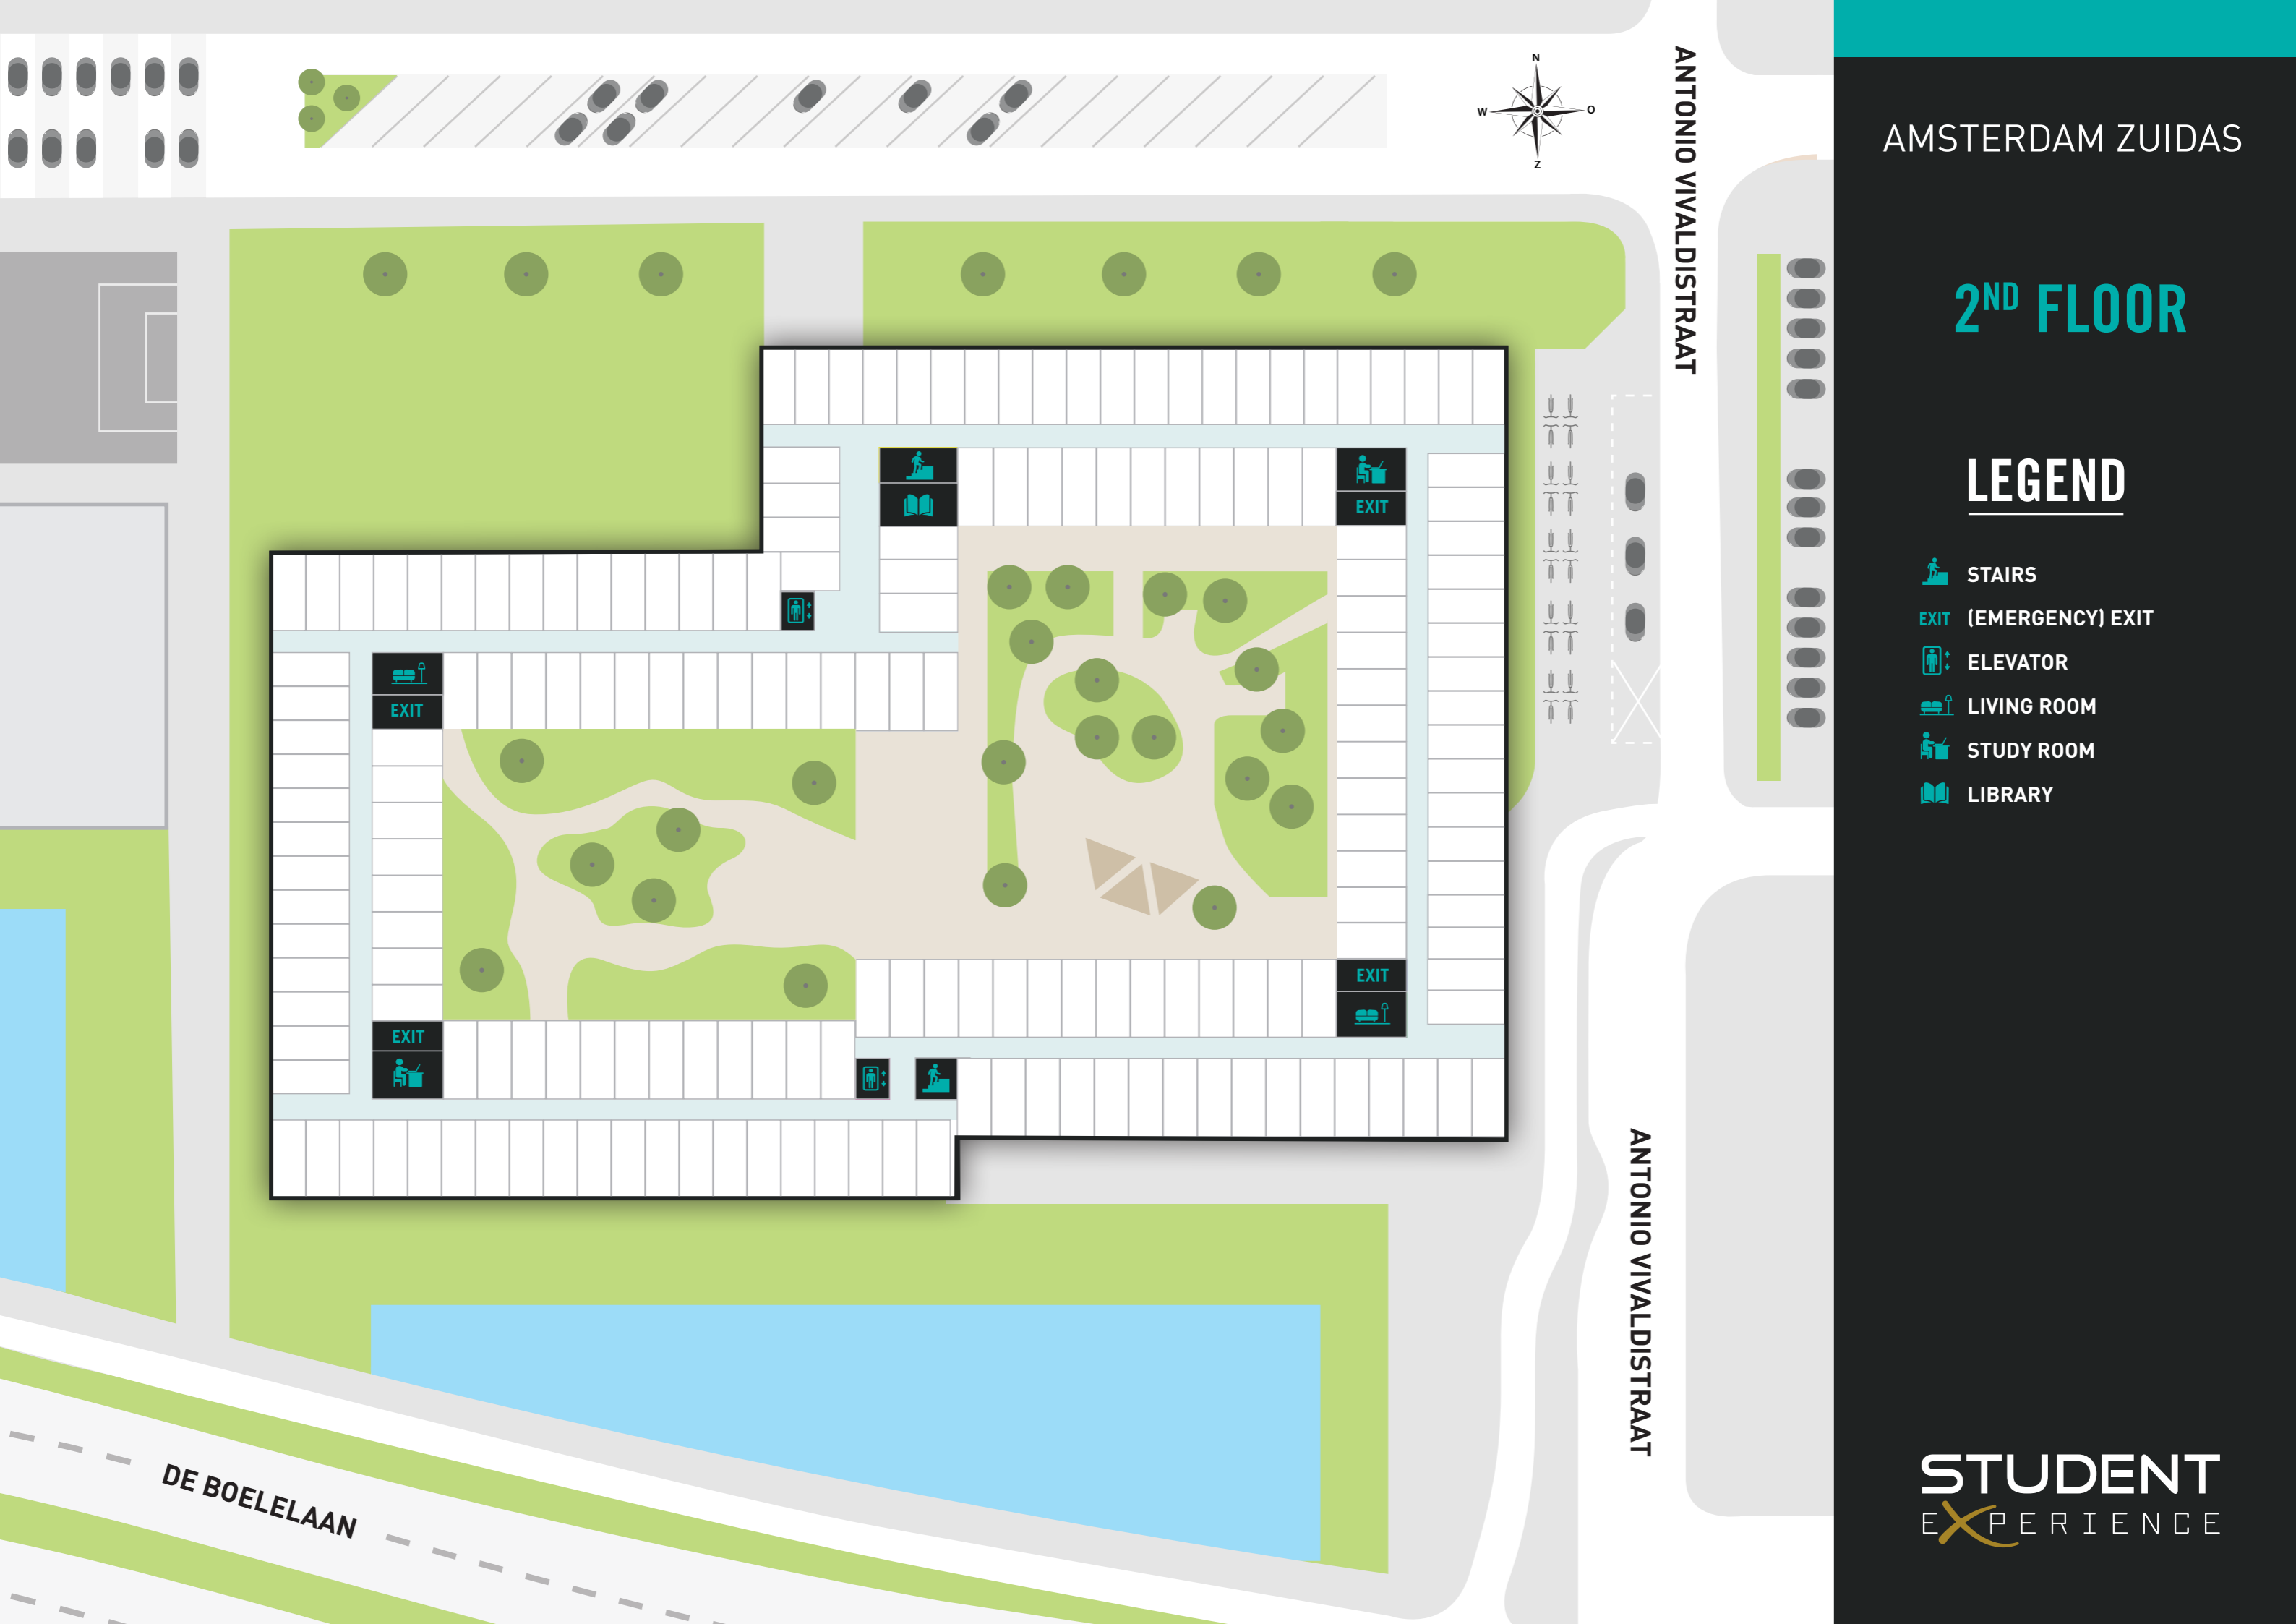 N
W
O
Z
ANTONIO VIVALDISTRAAT
EXIT
EXIT
EXIT
EXIT
ANTONIO VIVALDISTRAAT
DE BOELELAAN
AMSTERDAM ZUIDAS
2ND FLOOR
LEGEND
STAIRS
EXIT (EMERGENCY) EXIT
ELEVATOR
LIVING ROOM
STUDY ROOM
LIBRARY
STUDENT
EXPERIENCE